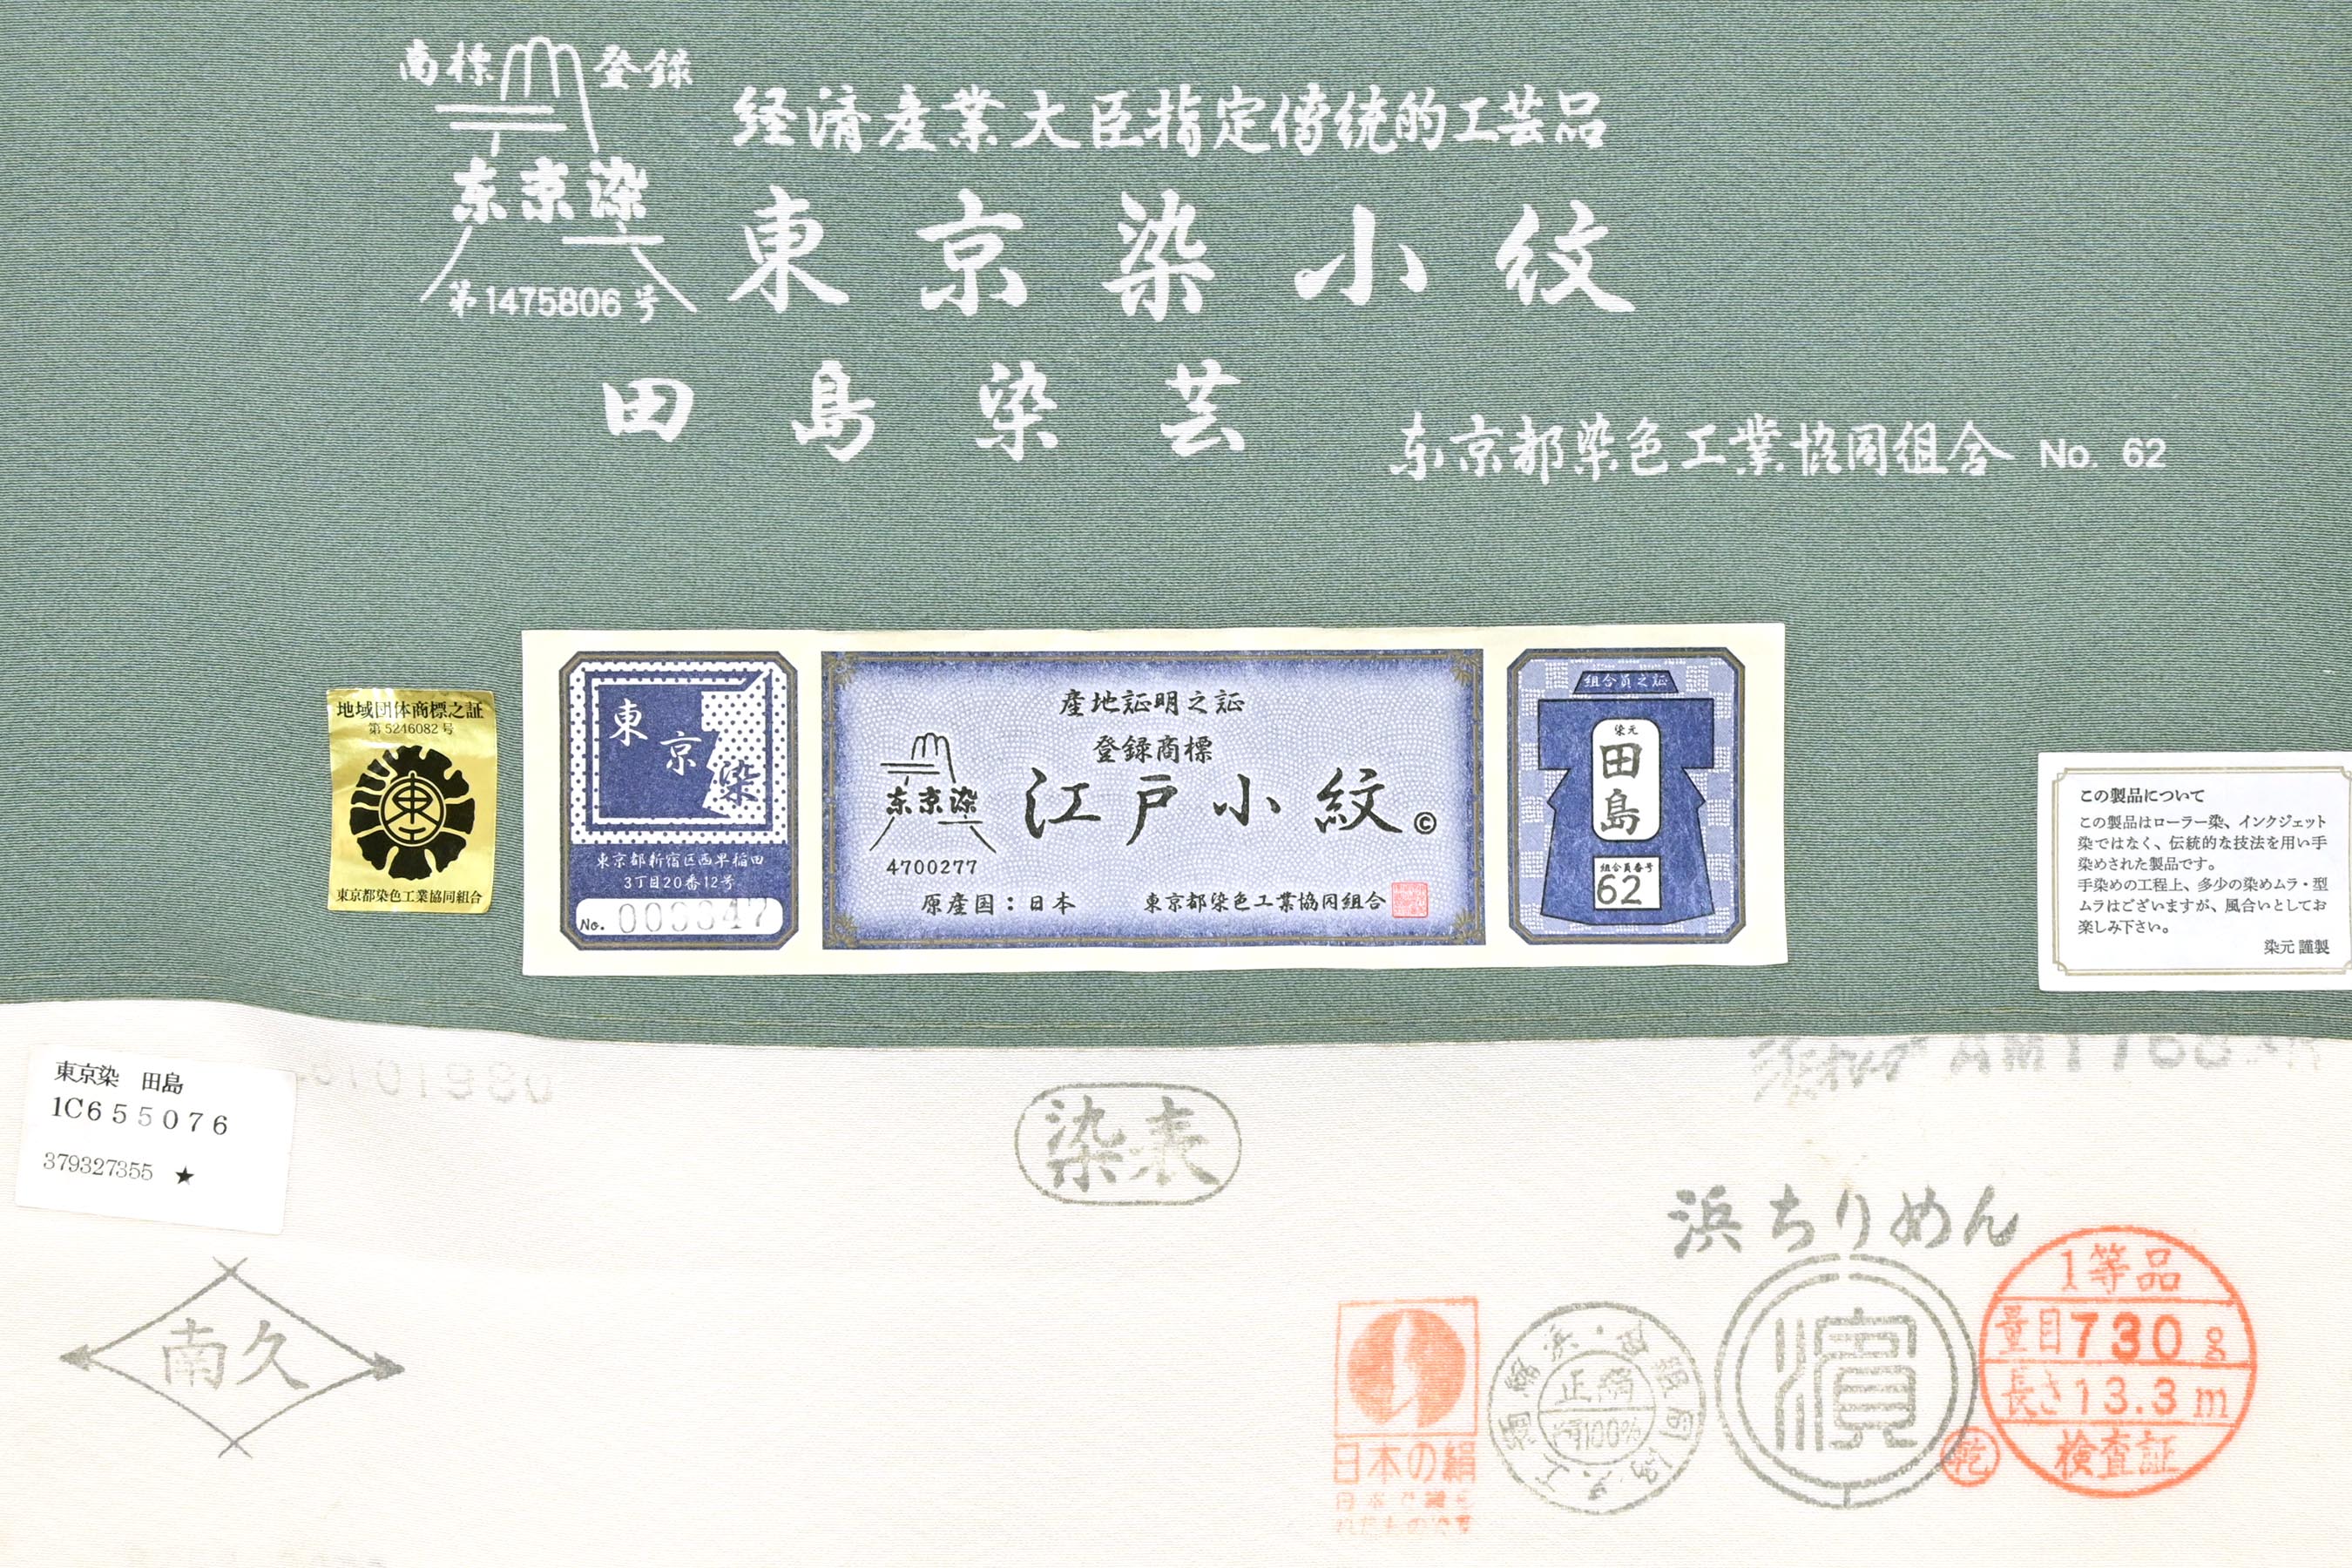 商標登録
东京染
第1475806号
経済産業大臣指定傳統的工芸品
東京染小紋
田島染芸
东京都染色工業協同組合 No. 62
地域団体商標之証
第5246082号
東
東京都染色工業協同組合
東京染
東京都新宿区西早稲田
3丁目20番12号
No.
産地証明之証
登録商標
东京染
江戸小紋©
4700277
原産国：日本 東京都染色工業協同組合
組合員之証
染元
田島
組合員番号
62
この製品について
この製品はローラー染、インクジェット
染ではなく、伝統的な技法を用い手
染めされた製品です。
手染めの工程上、多少の染めムラ・型
ムラはございますが、風合いとしてお
楽しみ下さい。
染元 謹製
東京染 田島
1C655076
379327355 ★
染表
南久
浜ちりめん
濱
日本の絹
正絹
100%
乾
1等品
量目730g
長さ13.3m
検査証